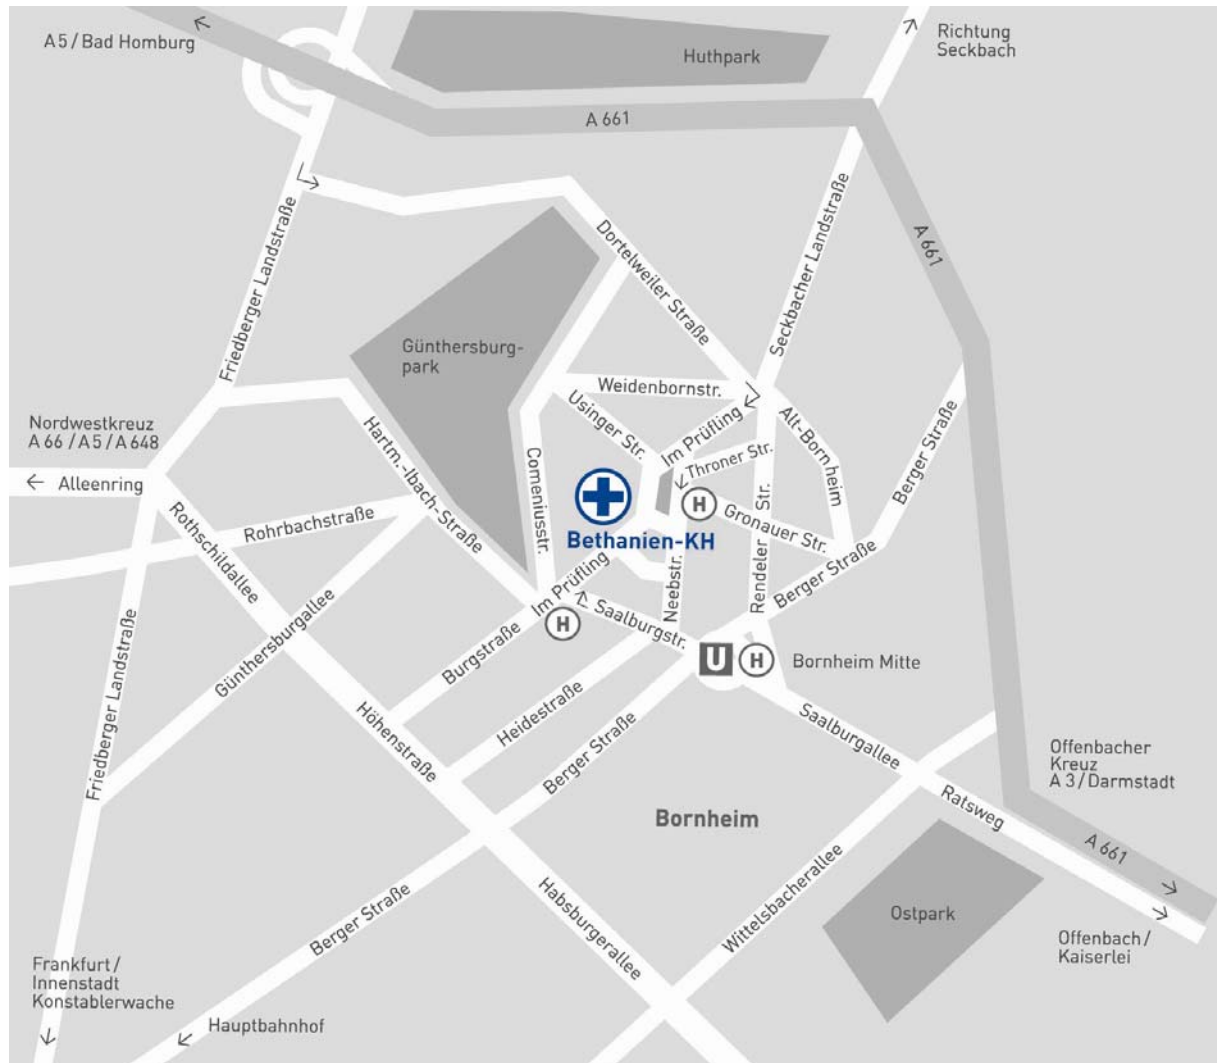 A 5 / Bad Homburg
Huthpark
Richtung
Seckbach
A 661
Friedberger Landstraße
Dortelweiler Straße
Seckbacher Landstraße
A 661
Günthersburg-
park
Weidenbornstr.
Usinger Str.
Im Prüfling
Throner Str.
Alt-Bornheim
Berger Straße
Nordwestkreuz
A 66 / A 5 / A 648
Alleenring
Hartm.-Ibach-Straße
Comeniusstr.
H
Gronauer Str.
Rohrbachstraße
Rothschildallee
Bethanien-KH
Im Prüfling
Neebstr.
Rendeler Str.
Berger Straße
Günthersburgallee
Friedberger Landstraße
Burgstraße
H
Saalburgstr.
U
H
Bornheim Mitte
Heidestraße
Höhenstraße
Berger Straße
Saalburgallee
Offenbacher
Kreuz
A 3 / Darmstadt
Ratsweg
Bornheim
A 661
Wittelsbacherallee
Ostpark
Habsburgerallee
Berger Straße
Offenbach /
Kaiserlei
Frankfurt /
Innenstadt
Konstablerwache
Hauptbahnhof